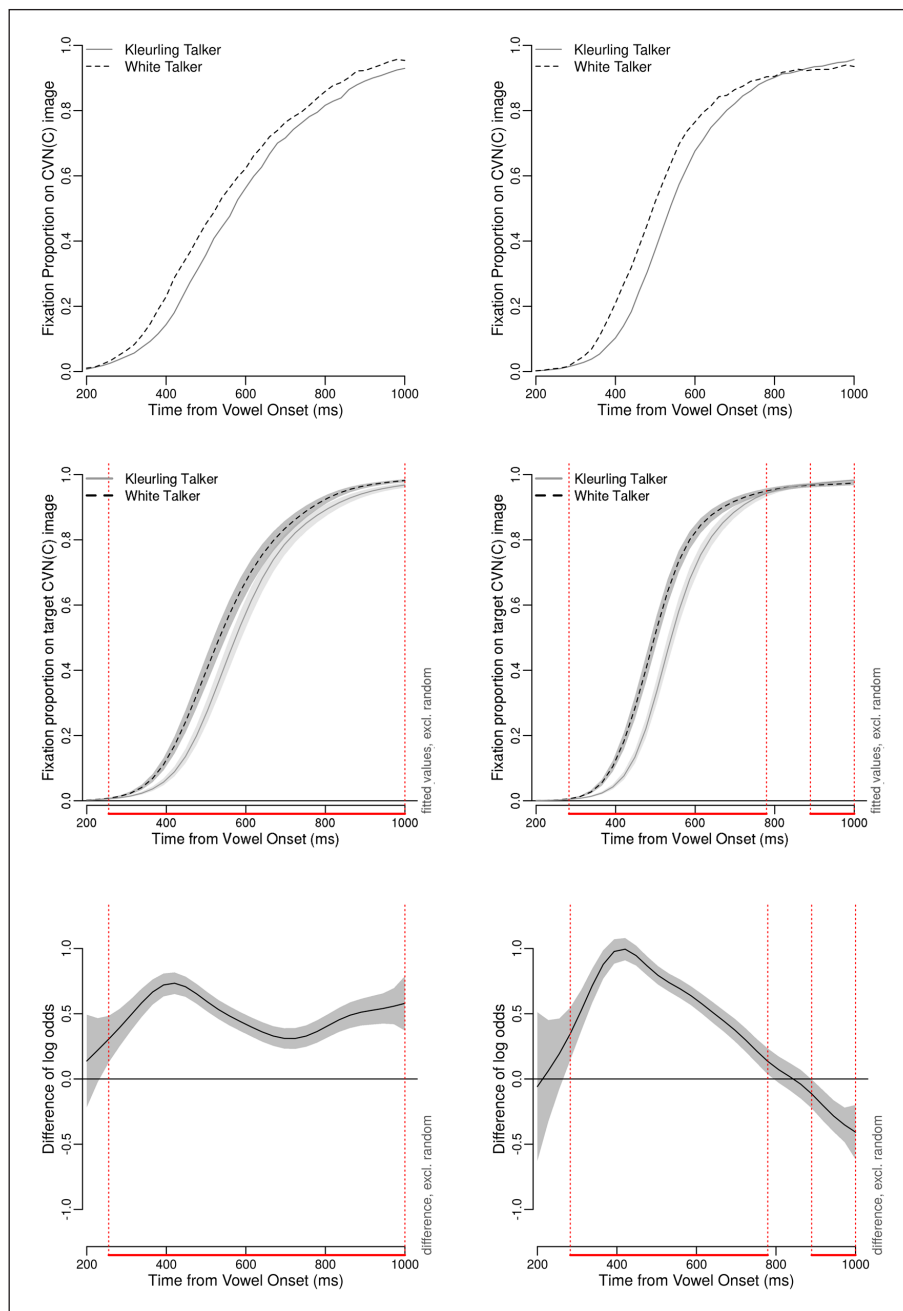 Kleurling Talker
White Talker
Fixation Proportion on CVN(C) image
0.0 0.2 0.4 0.6 0.8 1.0
200 400 600 800 1000
Time from Vowel Onset (ms)
Kleurling Talker
White Talker
Fixation Proportion on CVN(C) image
0.0 0.2 0.4 0.6 0.8 1.0
200 400 600 800 1000
Time from Vowel Onset (ms)
Kleurling Talker
White Talker
Fixation proportion on target CVN(C) image
0.0 0.2 0.4 0.6 0.8 1.0
200 400 600 800 1000
Time from Vowel Onset (ms)
fitted values, excl. random
Kleurling Talker
White Talker
Fixation proportion on target CVN(C) image
0.0 0.2 0.4 0.6 0.8 1.0
200 400 600 800 1000
Time from Vowel Onset (ms)
fitted values, excl. random
Difference of log odds
-1.0 -0.5 0.0 0.5 1.0
200 400 600 800 1000
Time from Vowel Onset (ms)
difference, excl. random
Difference of log odds
-1.0 -0.5 0.0 0.5 1.0
200 400 600 800 1000
Time from Vowel Onset (ms)
difference, excl. random